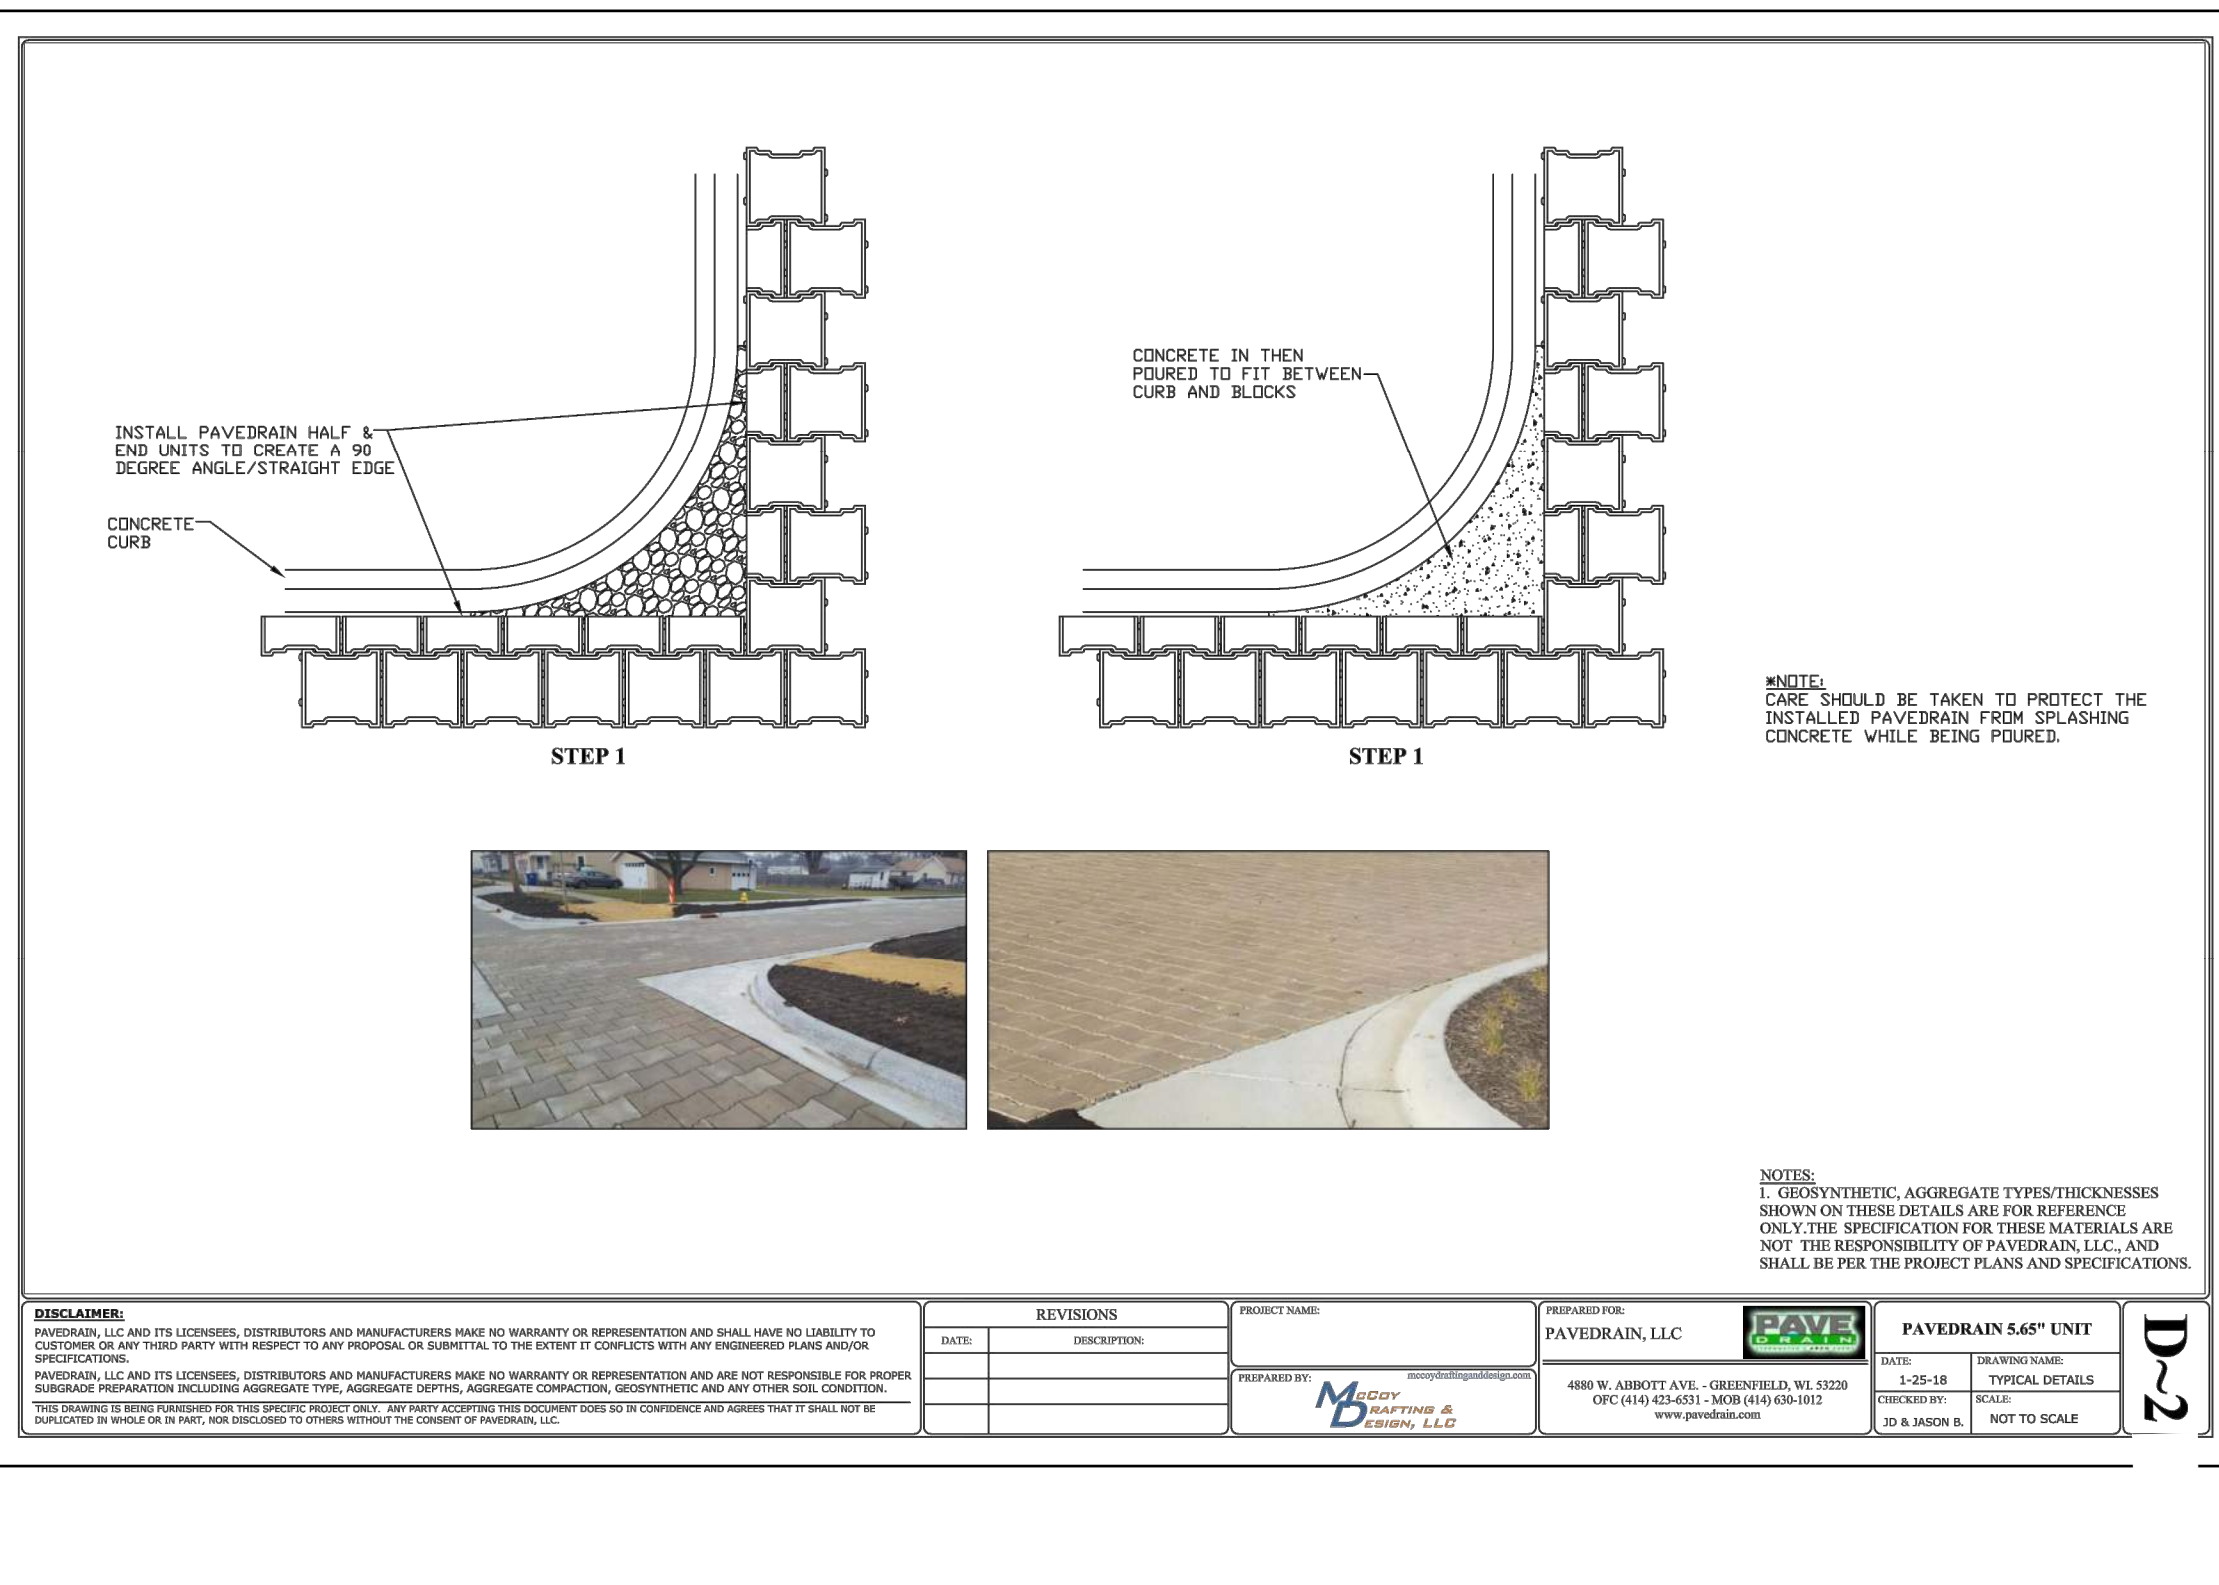 INSTALL PAVEDRAIN HALF &
END UNITS TO CREATE A 90
DEGREE ANGLE/STRAIGHT EDGE
CONCRETE
CURB
STEP 1
CONCRETE IN THEN
POURED TO FIT BETWEEN
CURB AND BLOCKS
STEP 1
*NOTE:
CARE SHOULD BE TAKEN TO PROTECT THE
INSTALLED PAVEDRAIN FROM SPLASHING
CONCRETE WHILE BEING POURED.
NOTES:
1. GEOSYNTHETIC, AGGREGATE TYPES/THICKNESSES
SHOWN ON THESE DETAILS ARE FOR REFERENCE
ONLY.THE SPECIFICATION FOR THESE MATERIALS ARE
NOT THE RESPONSIBILITY OF PAVEDRAIN, LLC., AND
SHALL BE PER THE PROJECT PLANS AND SPECIFICATIONS.
DISCLAIMER:
PAVEDRAIN, LLC AND ITS LICENSEES, DISTRIBUTORS AND MANUFACTURERS MAKE NO WARRANTY OR REPRESENTATION AND SHALL HAVE NO LIABILITY TO
CUSTOMER OR ANY THIRD PARTY WITH RESPECT TO ANY PROPOSAL OR SUBMITTAL TO THE EXTENT IT CONFLICTS WITH ANY ENGINEERED PLANS AND/OR
SPECIFICATIONS.
PAVEDRAIN, LLC AND ITS LICENSEES, DISTRIBUTORS AND MANUFACTURERS MAKE NO WARRANTY OR REPRESENTATION AND ARE NOT RESPONSIBLE FOR PROPER
SUBGRADE PREPARATION INCLUDING AGGREGATE TYPE, AGGREGATE DEPTHS, AGGREGATE COMPACTION, GEOSYNTHETIC AND ANY OTHER SOIL CONDITION.
THIS DRAWING IS BEING FURNISHED FOR THIS SPECIFIC PROJECT ONLY. ANY PARTY ACCEPTING THIS DOCUMENT DOES SO IN CONFIDENCE AND AGREES THAT IT SHALL NOT BE
DUPLICATED IN WHOLE OR IN PART, NOR DISCLOSED TO OTHERS WITHOUT THE CONSENT OF PAVEDRAIN, LLC.
REVISIONS
DATE:
DESCRIPTION:
PROJECT NAME:
PREPARED BY:
mccoydraftinganddesign.com
MCCOY
DRAFTING &
DESIGN, LLC
PREPARED FOR:
PAVEDRAIN, LLC
PAVE
DRAIN
4880 W. ABBOTT AVE. - GREENFIELD, WI. 53220
OFC (414) 423-6531 - MOB (414) 630-1012
www.pavedrain.com
PAVEDRAIN 5.65" UNIT
DATE:
1-25-18
DRAWING NAME:
TYPICAL DETAILS
CHECKED BY:
JD & JASON B.
SCALE:
NOT TO SCALE
D~2